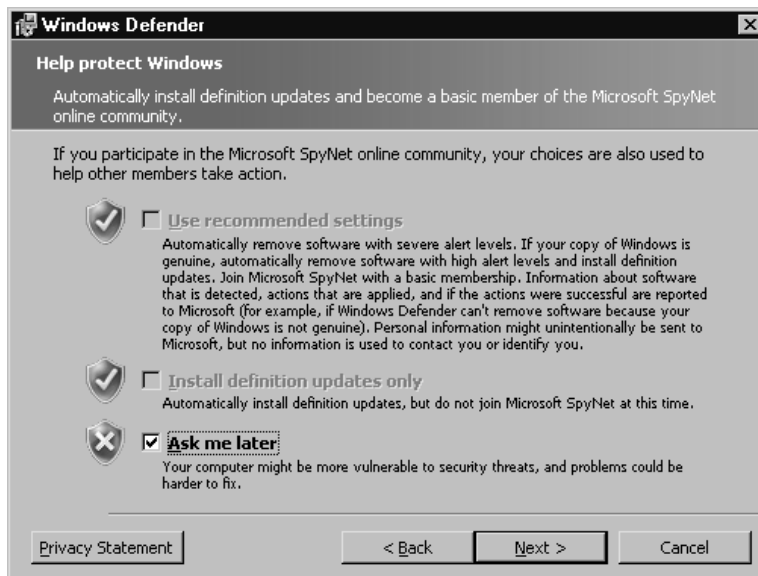 Windows Defender
Help protect Windows
Automatically install definition updates and become a basic member of the Microsoft SpyNet
online community.
If you participate in the Microsoft SpyNet online community, your choices are also used to
help other members take action.
Use recommended settings
Automatically remove software with severe alert levels. If your copy of Windows is
genuine, automatically remove software with high alert levels and install definition
updates. Join Microsoft SpyNet with a basic membership. Information about software
that is detected, actions that are applied, and if the actions were successful are reported
to Microsoft (for example, if Windows Defender can't remove software because your
copy of Windows is not genuine). Personal information might unintentionally be sent to
Microsoft, but no information is used to contact you or identify you.
Install definition updates only
Automatically install definition updates, but do not join Microsoft SpyNet at this time.
Ask me later
Your computer might be more vulnerable to security threats, and problems could be
harder to fix.
Privacy Statement < Back Next > Cancel